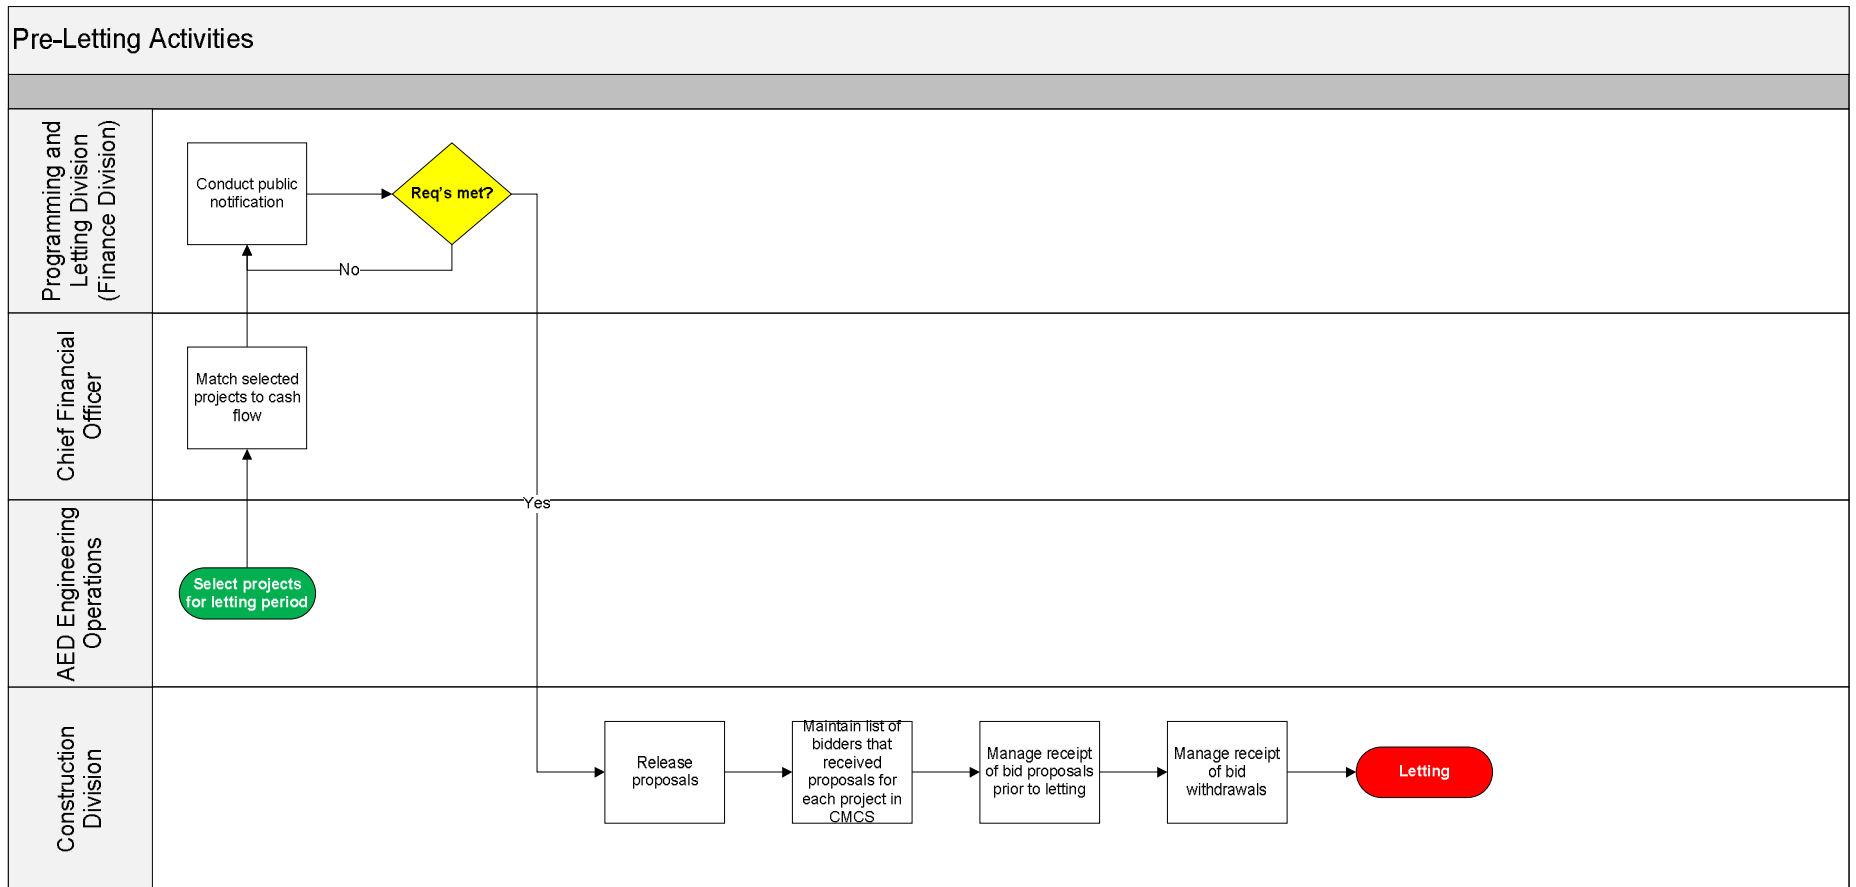 Pre-Letting Activities
Programming and
Letting Division
(Finance Division)
Conduct public
notification
Req's met?
No
Chief Financial
Officer
Match selected
projects to cash
flow
Yes
AED Engineering
Operations
Select projects
for letting period
Construction
Division
Release
proposals
Maintain list of
bidders that
received
proposals for
each project in
CMCS
Manage receipt
of bid proposals
prior to letting
Manage receipt
of bid
withdrawals
Letting